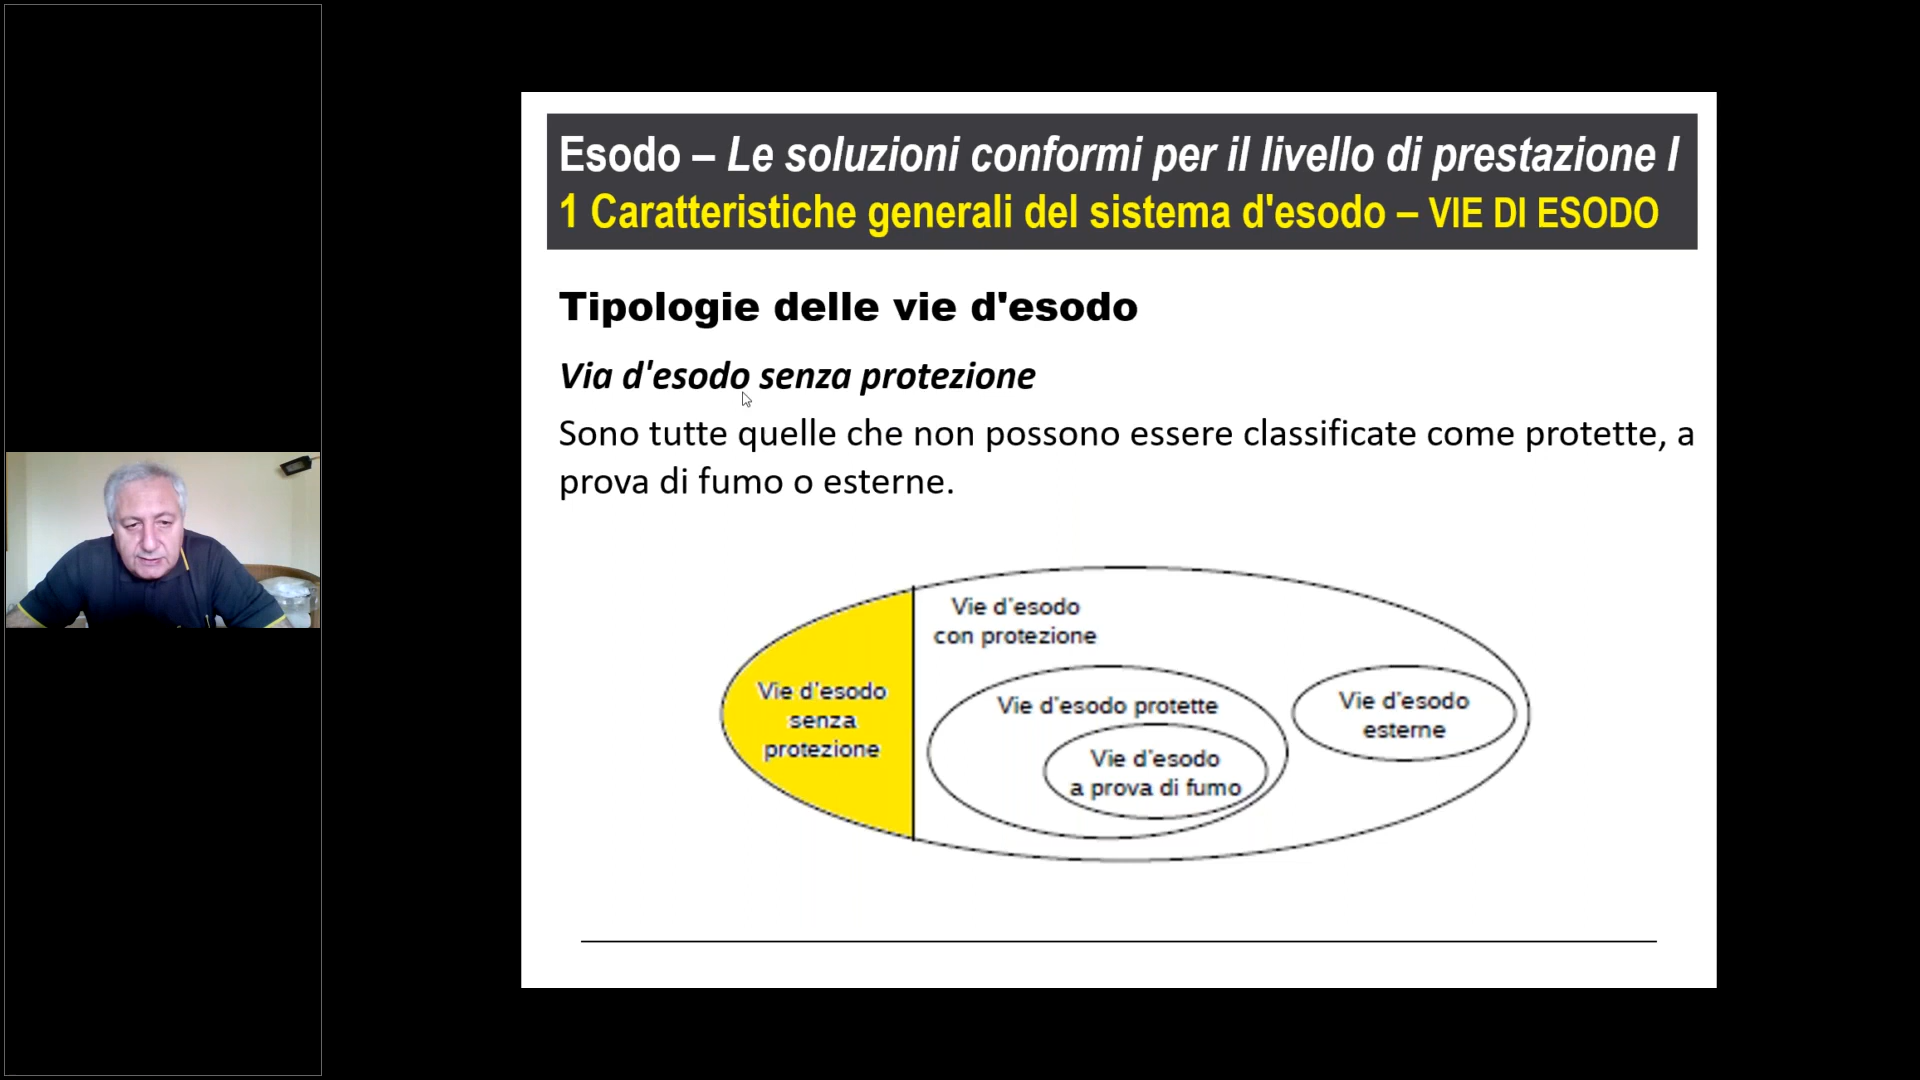 Esodo – Le soluzioni conformi per il livello di prestazione I
1 Caratteristiche generali del sistema d'esodo – VIE DI ESODO
Tipologie delle vie d'esodo
Via d'esodo senza protezione
Sono tutte quelle che non possono essere classificate come protette, a
prova di fumo o esterne.
Vie d'esodo
con protezione
Vie d'esodo
senza
protezione
Vie d'esodo protette
Vie d'esodo
a prova di fumo
Vie d'esodo
esterne